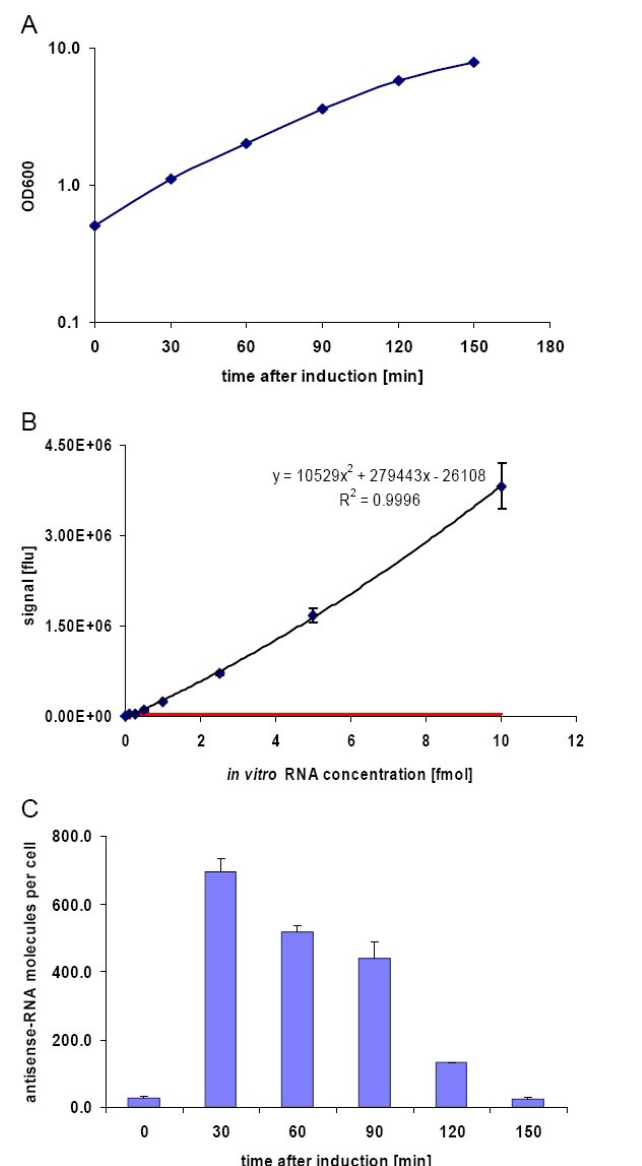 A
10.0
1.0
0.1
OD600
0 30 60 90 120 150 180
time after induction [min]
B
4.50E+06
3.00E+06
1.50E+06
0.00E+00
signal [flu]
y = 10529x² + 279443x - 26108
R² = 0.9996
0 2 4 6 8 10 12
in vitro RNA concentration [fmol]
C
800.0
600.0
400.0
200.0
0.0
antisense-RNA molecules per cell
0 30 60 90 120 150
time after induction [min]